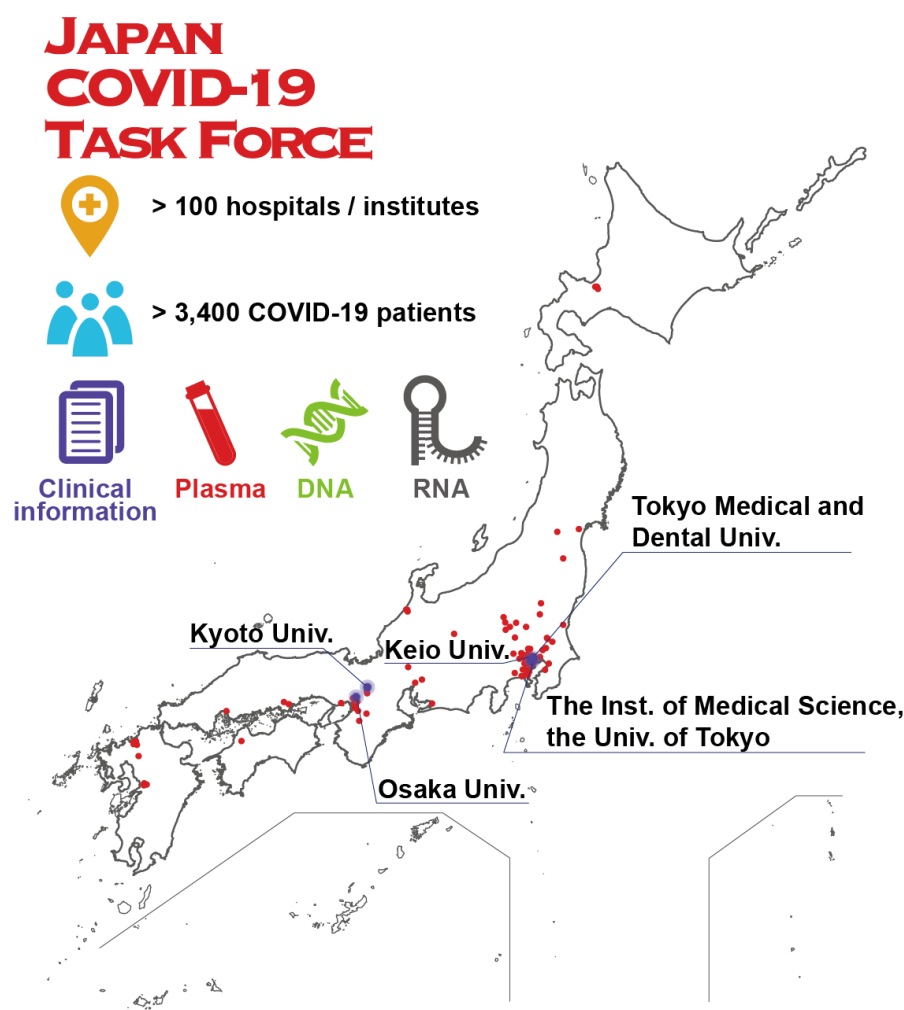 JAPAN
COVID-19
TASK FORCE
> 100 hospitals / institutes
> 3,400 COVID-19 patients
Clinical
information
Plasma
DNA
RNA
Tokyo Medical and
Dental Univ.
Kyoto Univ.
Keio Univ.
The Inst. of Medical Science,
the Univ. of Tokyo
Osaka Univ.